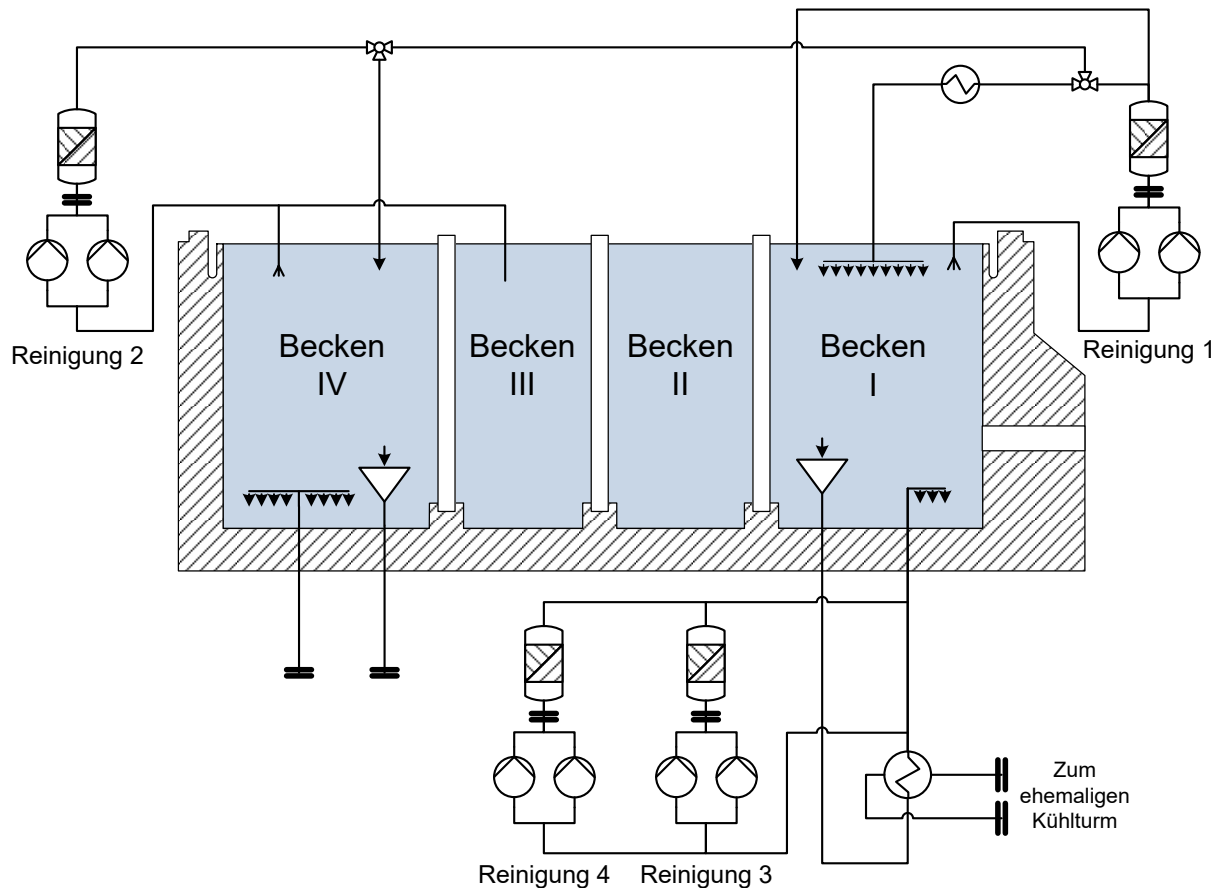 Becken
IV
Becken
III
Becken
II
Becken
I
Reinigung 2
Reinigung 1
Zum
ehemaligen
Kühlturm
Reinigung 4
Reinigung 3